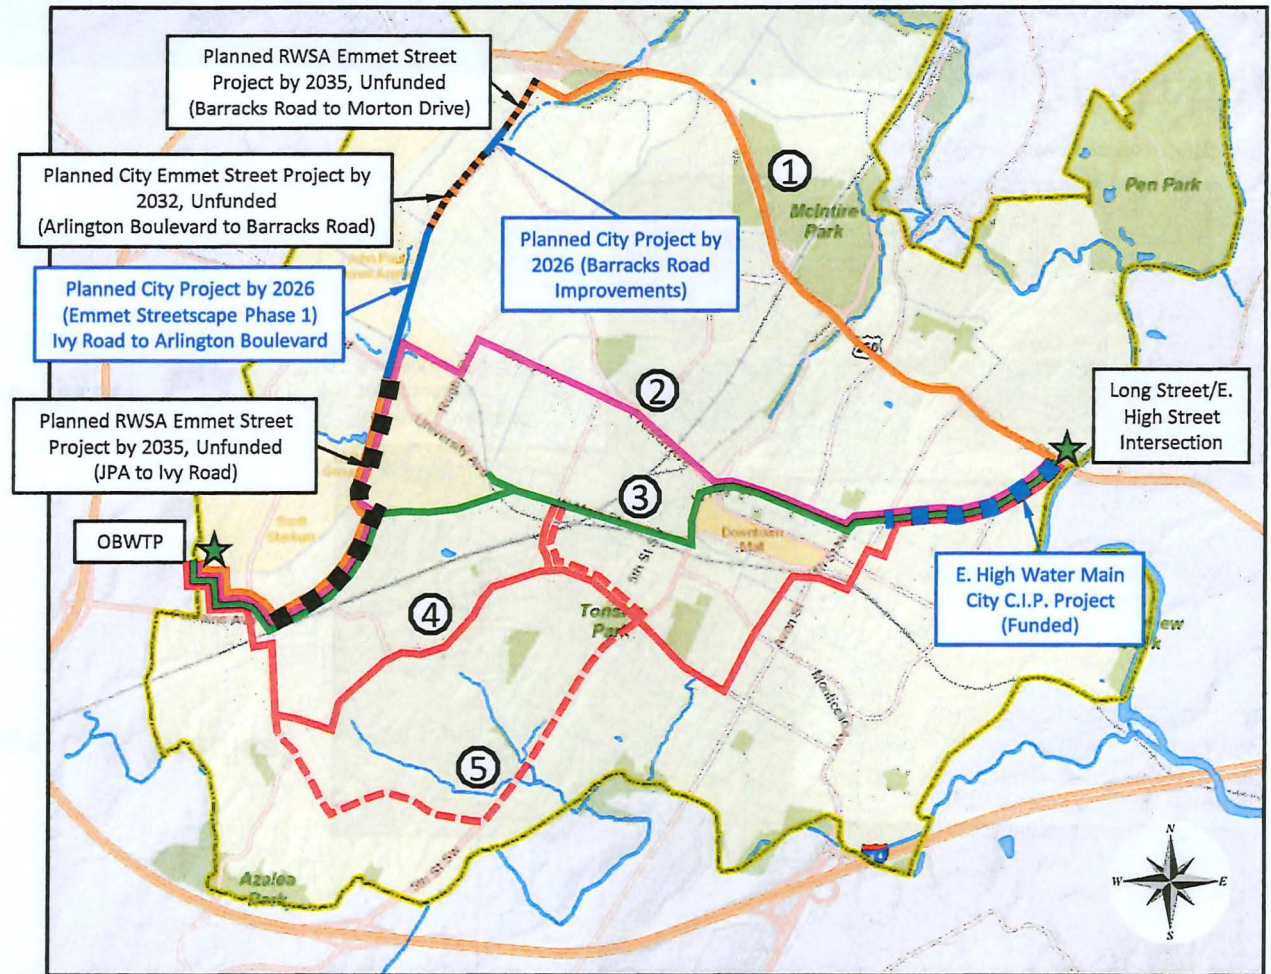 Planned RWSA Emmet Street
Project by 2035, Unfunded
(Barracks Road to Morton Drive)
Planned City Emmet Street Project by
2032, Unfunded
(Arlington Boulevard to Barracks Road)
Planned City Project by
2026 (Barracks Road
Improvements)
Planned City Project by 2026
(Emmet Streetscape Phase 1)
Ivy Road to Arlington Boulevard
Planned RWSA Emmet Street
Project by 2035, Unfunded
(JPA to Ivy Road)
OBWTP
Long Street/E.
High Street
Intersection
E. High Water Main
City C.I.P. Project
(Funded)
1
2
3
4
5
McIntire
Park
Pen Park
250
University Ave
Downtown
Mall
Azalea
Park
5th St SW
N
W
E
S